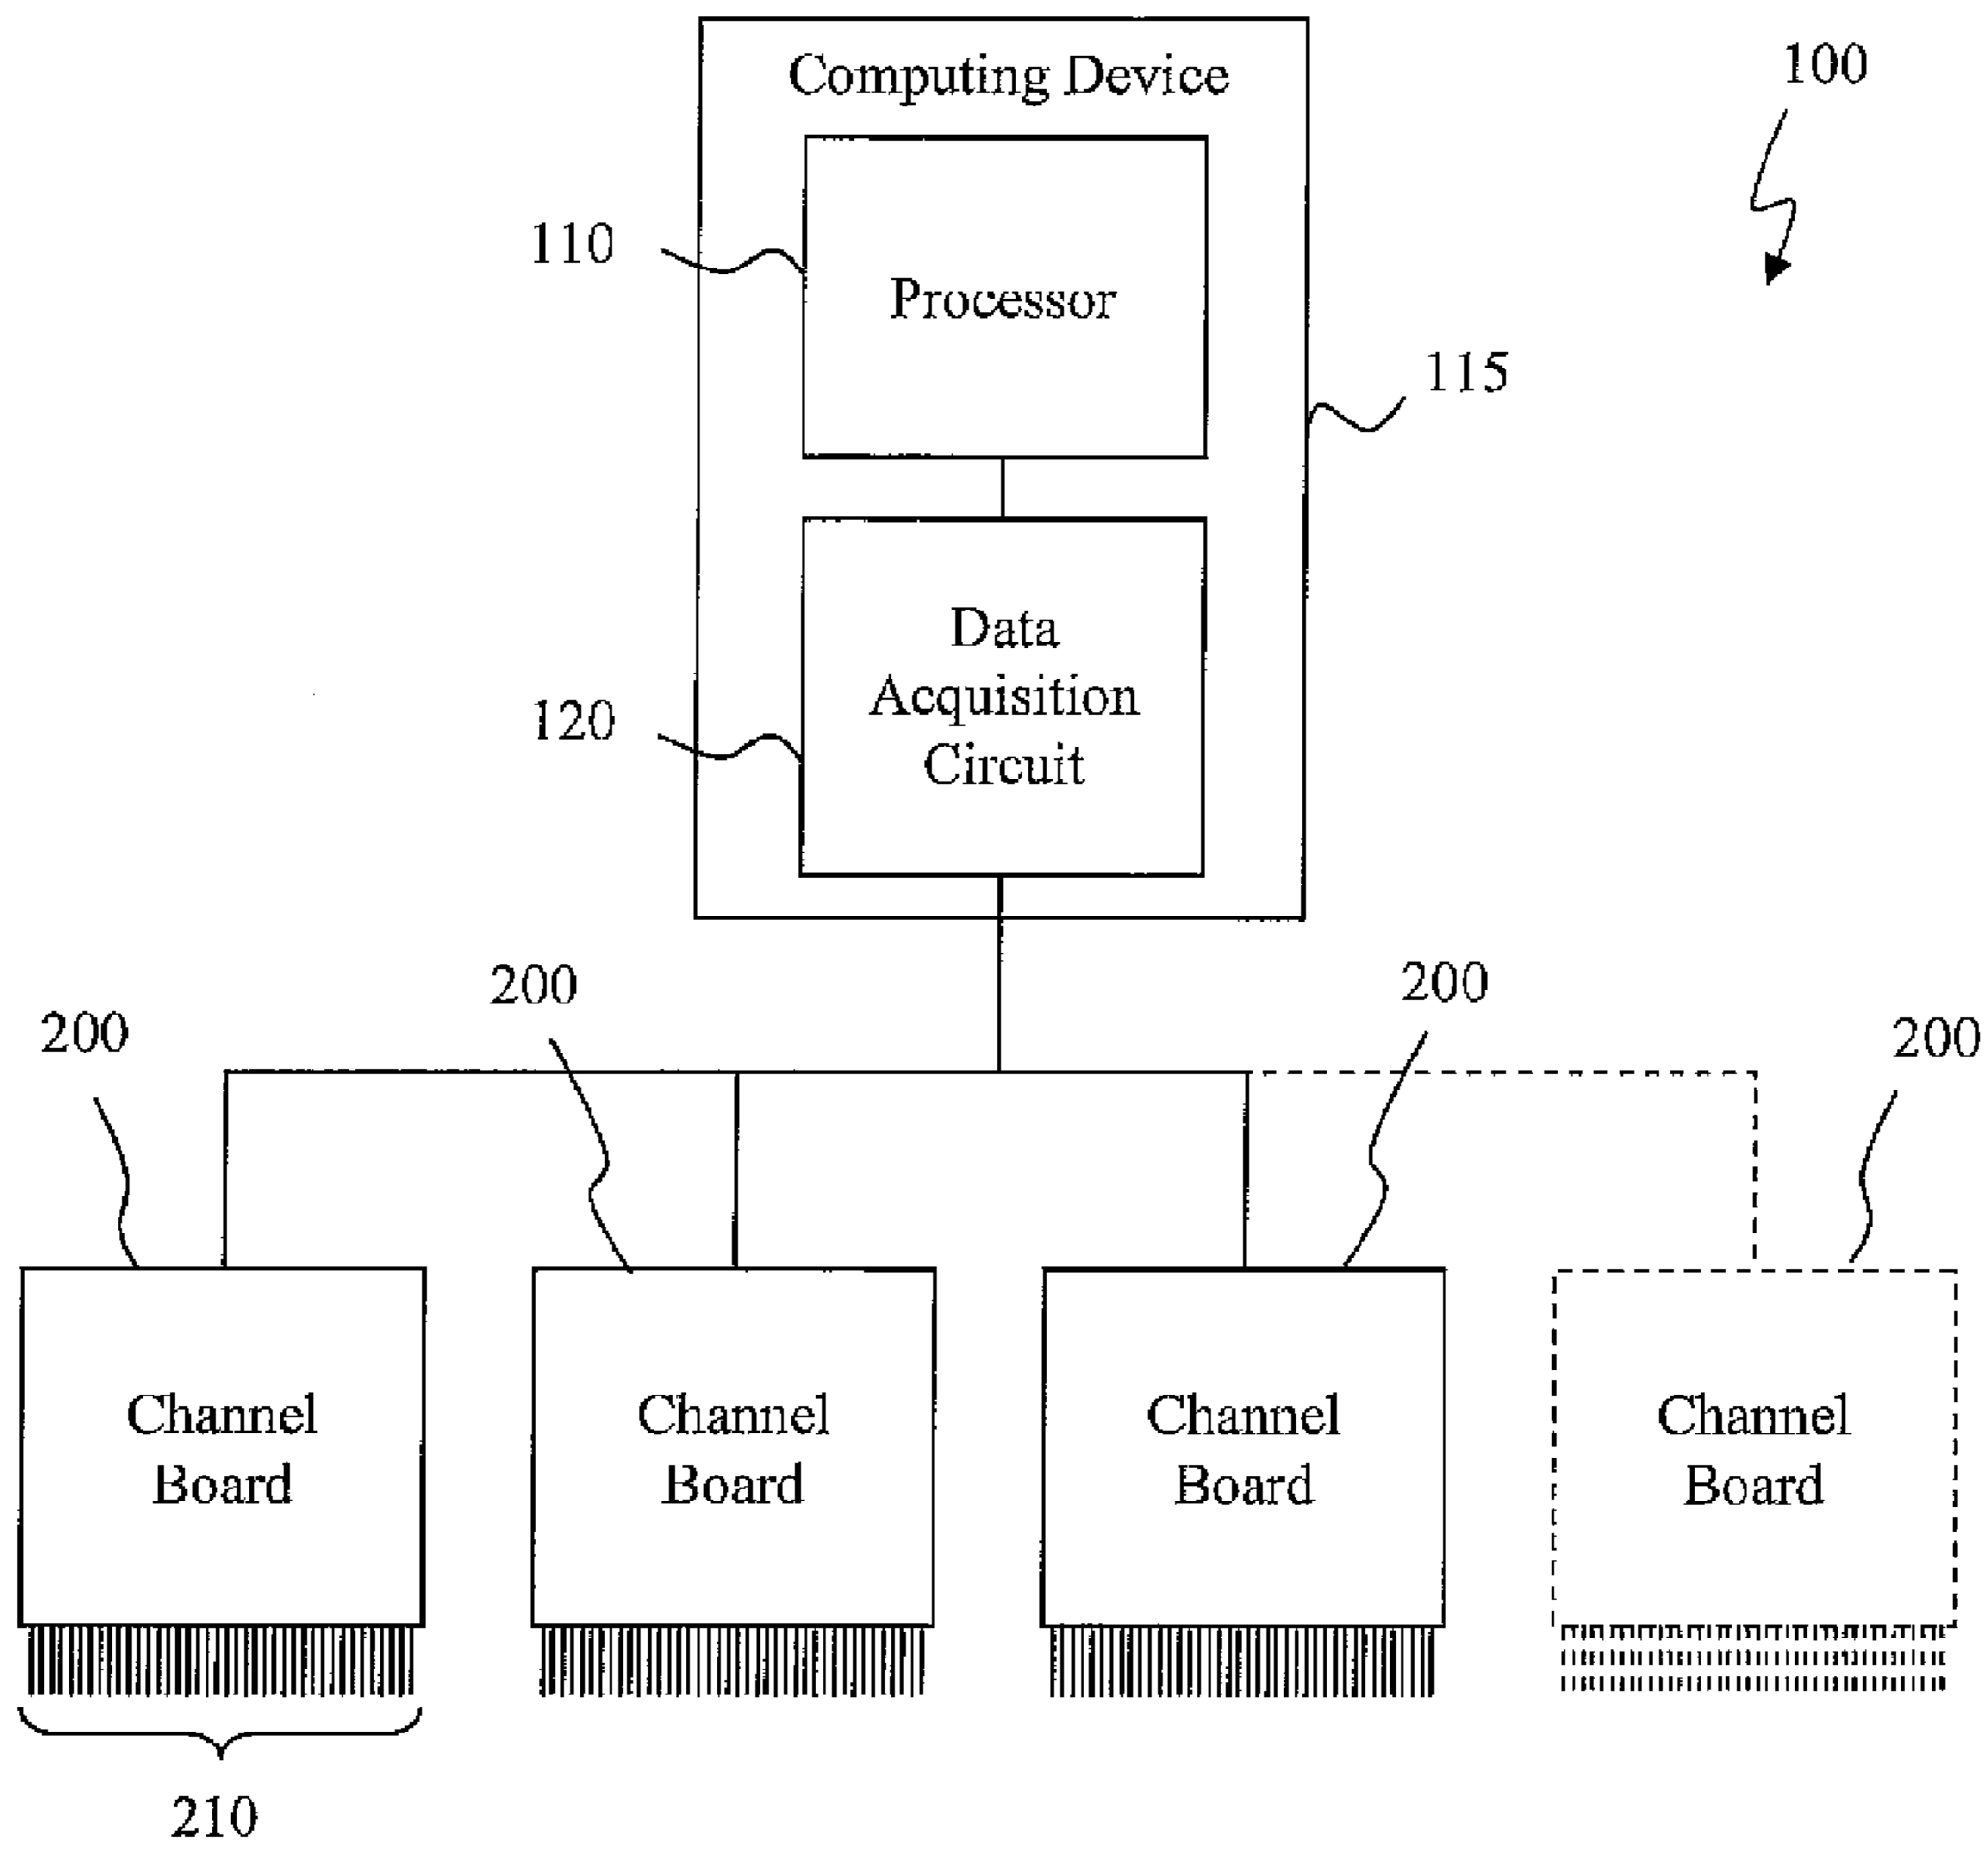 Computing Device
100
110
Processor
115
Data
Acquisition
Circuit
120
200
200
200
200
Channel
Board
Channel
Board
Channel
Board
Channel
Board
210